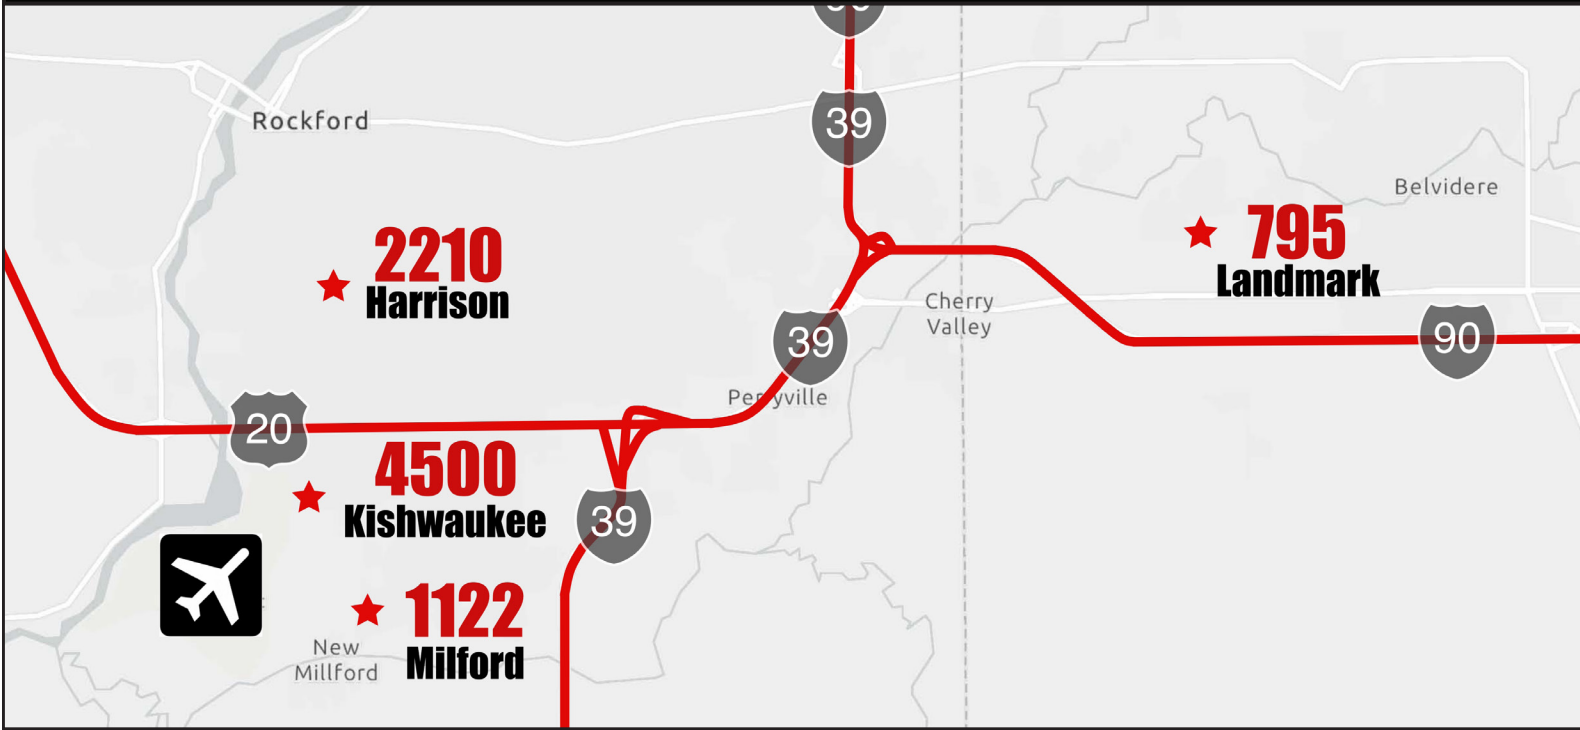 39
Rockford
Belvidere
2210
Harrison
795
Landmark
Cherry
Valley
39
90
Perryville
20
4500
Kishwaukee
39
1122
Milford
New
Millford